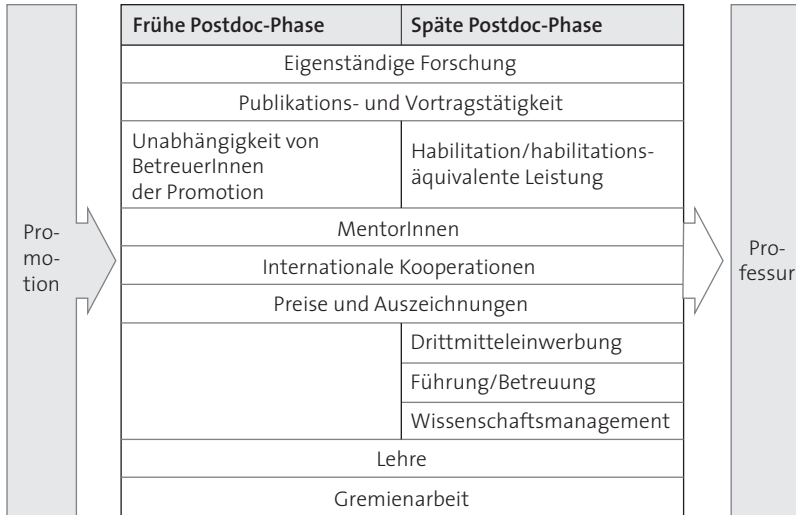 Frühe Postdoc-Phase
Späte Postdoc-Phase
Eigenständige Forschung
Publikations- und Vortragstätigkeit
Unabhängigkeit von
BetreuerInnen
der Promotion
Habilitation/habilitations-
äquivalente Leistung
Pro-
mo-
tion
MentorInnen
Internationale Kooperationen
Preise und Auszeichnungen
Drittmitteleinwerbung
Führung/Betreuung
Wissenschaftsmanagement
Lehre
Gremienarbeit
Pro-
fessur